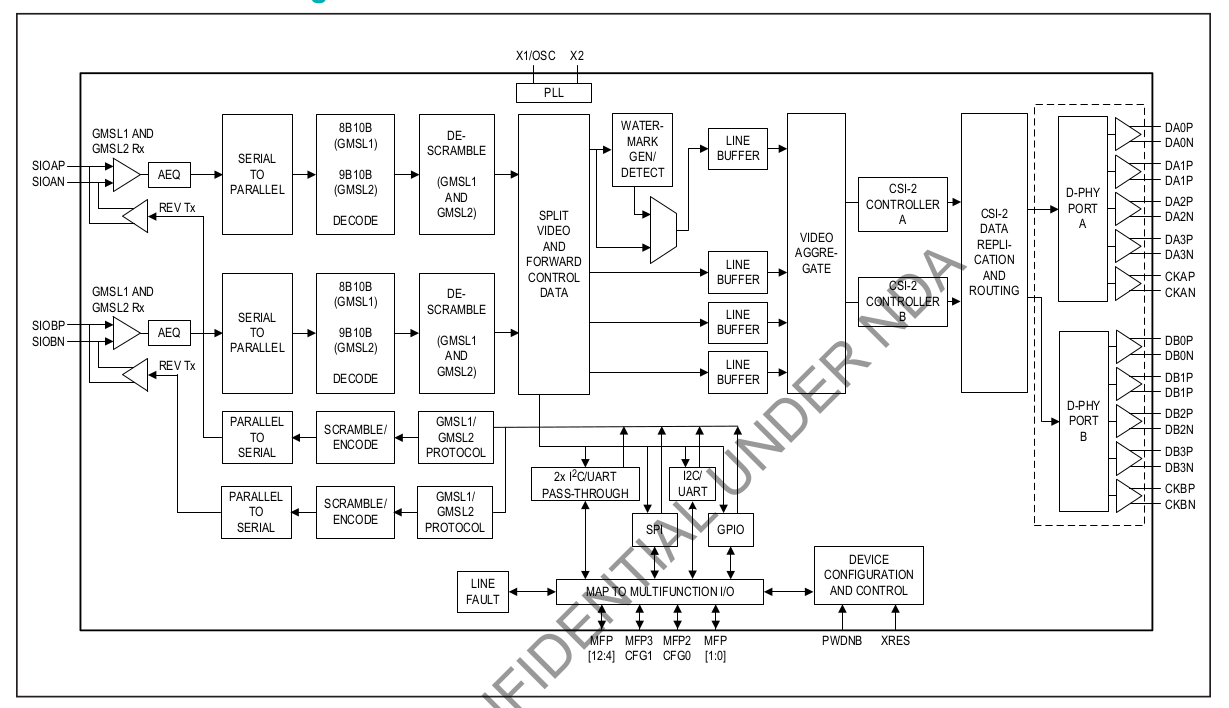 X1/OSC X2
PLL
GMSL1 AND
GMSL2 Rx
SIOAP
SIOAN
AEQ
REV Tx
SERIAL
TO
PARALLEL
8B10B
(GMSL1)
9B10B
(GMSL2)
DECODE
DE-
SCRAMBLE
(GMSL1
AND
GMSL2)
GMSL1 AND
GMSL2 Rx
SIOBP
SIOBN
AEQ
REV Tx
SERIAL
TO
PARALLEL
8B10B
(GMSL1)
9B10B
(GMSL2)
DECODE
DE-
SCRAMBLE
(GMSL1
AND
GMSL2)
SPLIT
VIDEO
AND
FORWARD
CONTROL
DATA
WATER-
MARK
GEN/
DETECT
LINE
BUFFER
LINE
BUFFER
LINE
BUFFER
LINE
BUFFER
VIDEO
AGGRE-
GATE
CSI-2
CONTROLLER
A
CSI-2
CONTROLLER
B
CSI-2
DATA
REPLI-
CATION
AND
ROUTING
D-PHY
PORT
A
DA0P
DA0N
DA1P
DA1P
DA2P
DA2N
DA3P
DA3N
CKAP
CKAN
D-PHY
PORT
B
DB0P
DB0N
DB1P
DB1P
DB2P
DB2N
DB3P
DB3N
CKBP
CKBN
PARALLEL
TO
SERIAL
SCRAMBLE/
ENCODE
GMSL1/
GMSL2
PROTOCOL
PARALLEL
TO
SERIAL
SCRAMBLE/
ENCODE
GMSL1/
GMSL2
PROTOCOL
2x I2C/UART
PASS-THROUGH
I2C/
UART
SPI
GPIO
LINE
FAULT
MAP TO MULTIFUNCTION I/O
DEVICE
CONFIGURATION
AND CONTROL
MFP
[12:4]
MFP3
CFG1
MFP2
CFG0
MFP
[1:0]
PWDNB XRES
NFIDENTIAL UNDER NDA